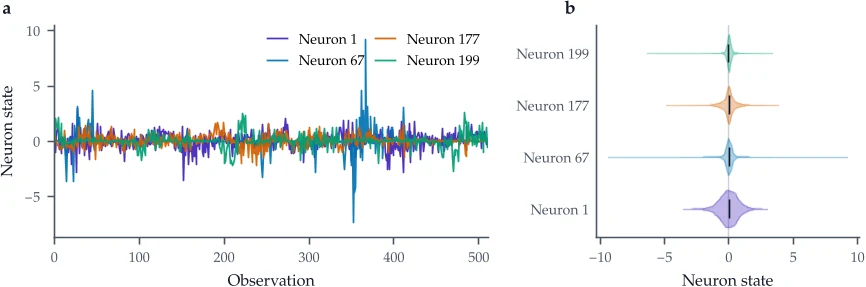 a
10
5
0
−5
Neuron state
0
100
200
300
400
500
Observation
Neuron 1
Neuron 67
Neuron 177
Neuron 199
b
Neuron 199
Neuron 177
Neuron 67
Neuron 1
−10
−5
0
5
10
Neuron state